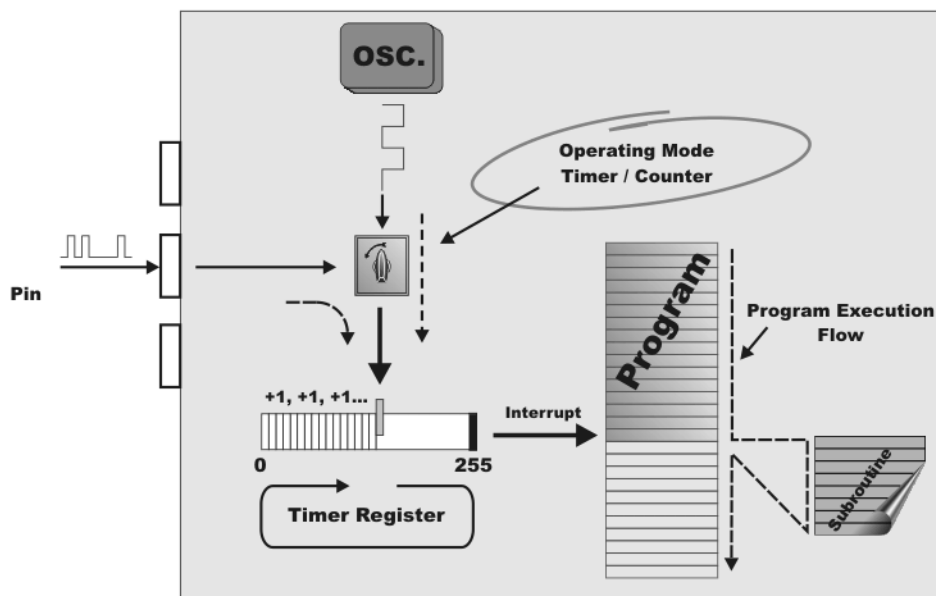 OSC.
Operating Mode
Timer / Counter
Pin
Program
Program Execution
Flow
+1, +1, +1...
Interrupt
0
255
Timer Register
Subroutine